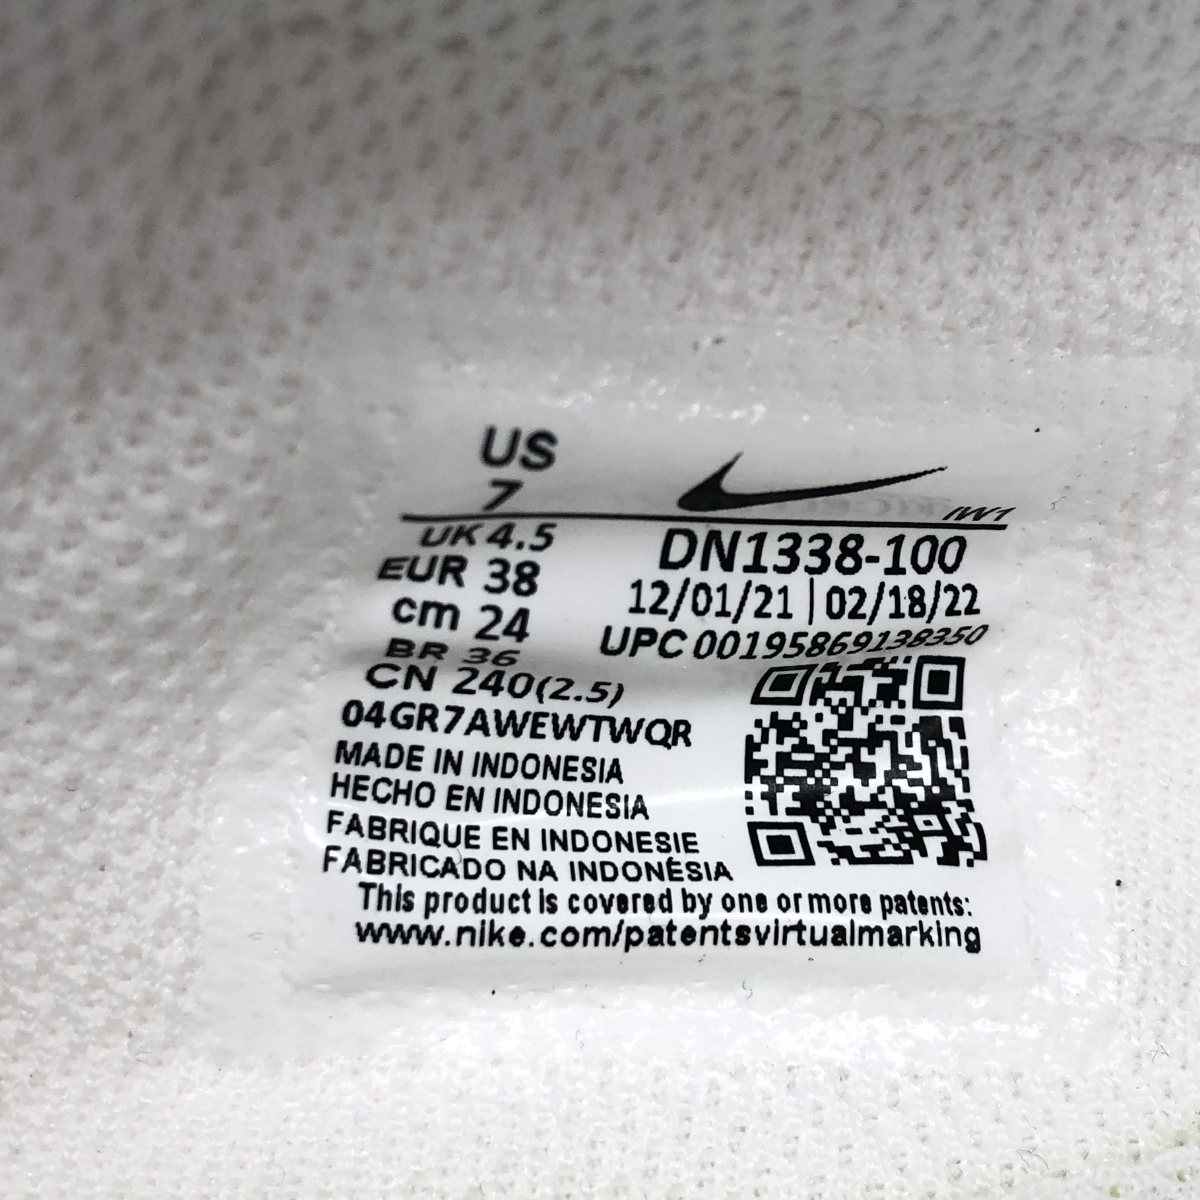 US
7
IW1
UK 4.5
EUR 38
cm 24
BR 36
CN 240(2.5)
DN1338-100
12/01/21 | 02/18/22
UPC 00195869138350
04GR7AWEWTWQR
MADE IN INDONESIA
HECHO EN INDONESIA
FABRIQUE EN INDONESIE
FABRICADO NA INDONÉSIA
This product is covered by one or more patents:
www.nike.com/patentsvirtualmarking